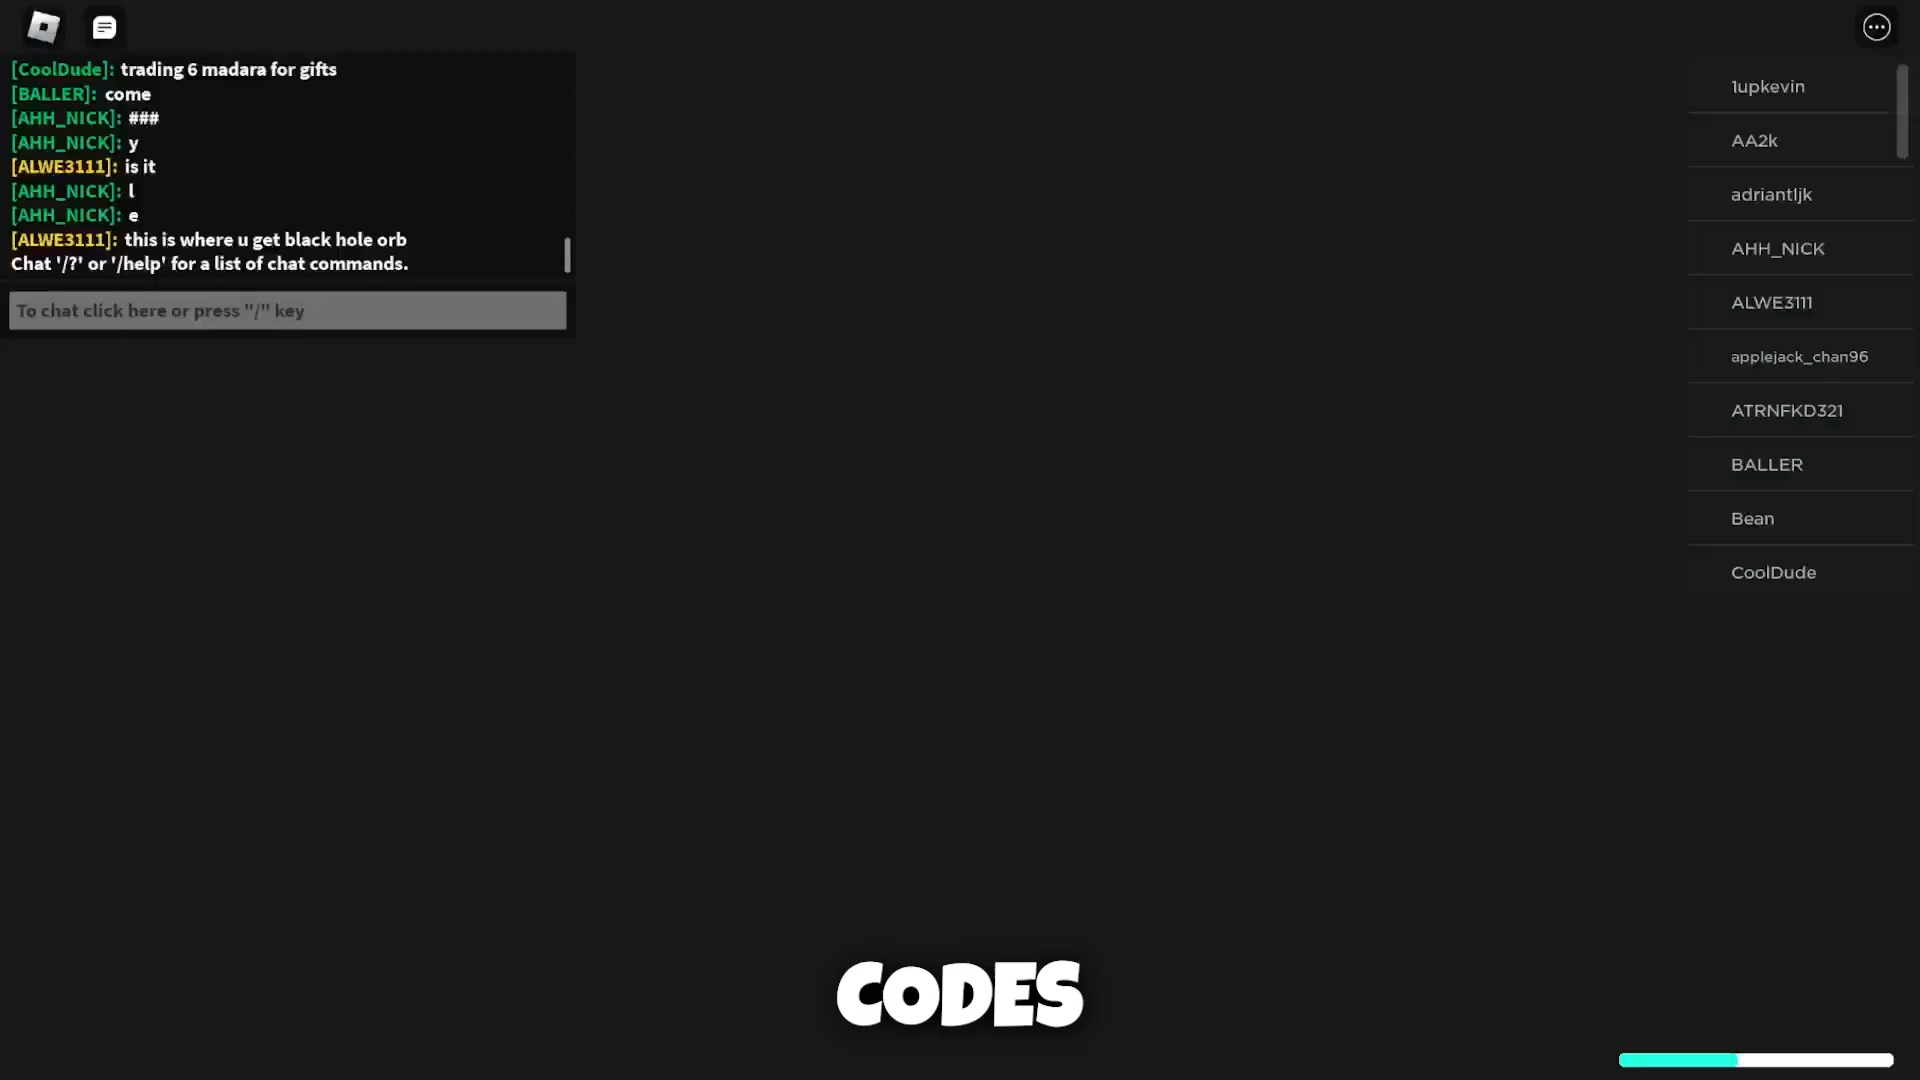 [CoolDude]: trading 6 madara for gifts
[BALLER]: come
[AHH_NICK]: ###
[AHH_NICK]: y
[ALWE3111]: is it
[AHH_NICK]: l
[AHH_NICK]: e
[ALWE3111]: this is where u get black hole orb
Chat '/?' or '/help' for a list of chat commands.
To chat click here or press "/" key
1upkevin
AA2k
adriantljk
AHH_NICK
ALWE3111
applejack_chan96
ATRNFKD321
BALLER
Bean
CoolDude
CODES